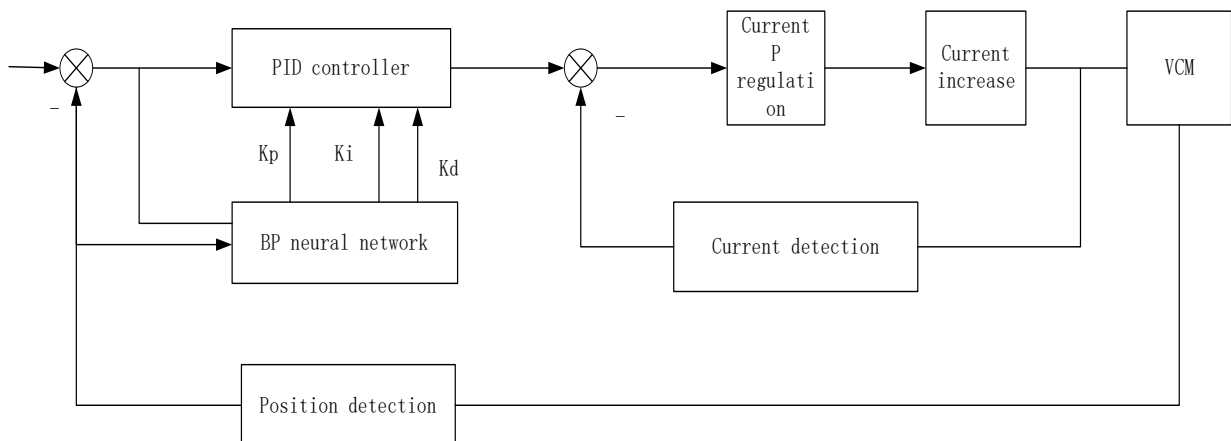 PID controller
Current
P
regulati
on
Current
increase
VCM
–
–
Kp
Ki
Kd
BP neural network
Current detection
Position detection